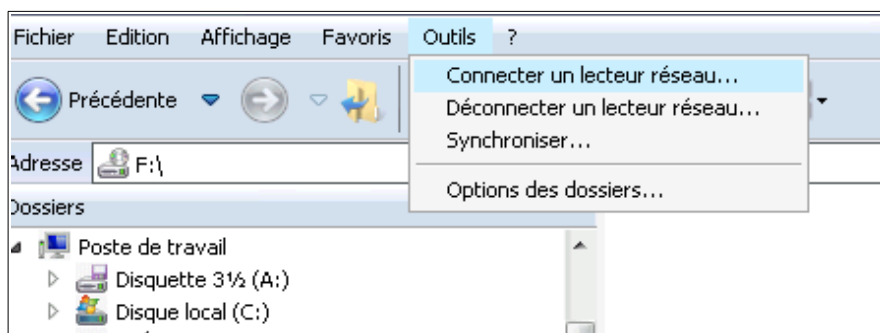 Fichier Edition Affichage Favoris Outils ?
Connecter un lecteur réseau...
Déconnecter un lecteur réseau...
Synchroniser...
Options des dossiers...
Précédente
Adresse F:\
Dossiers
Poste de travail
Disquette 3½ (A:)
Disque local (C:)